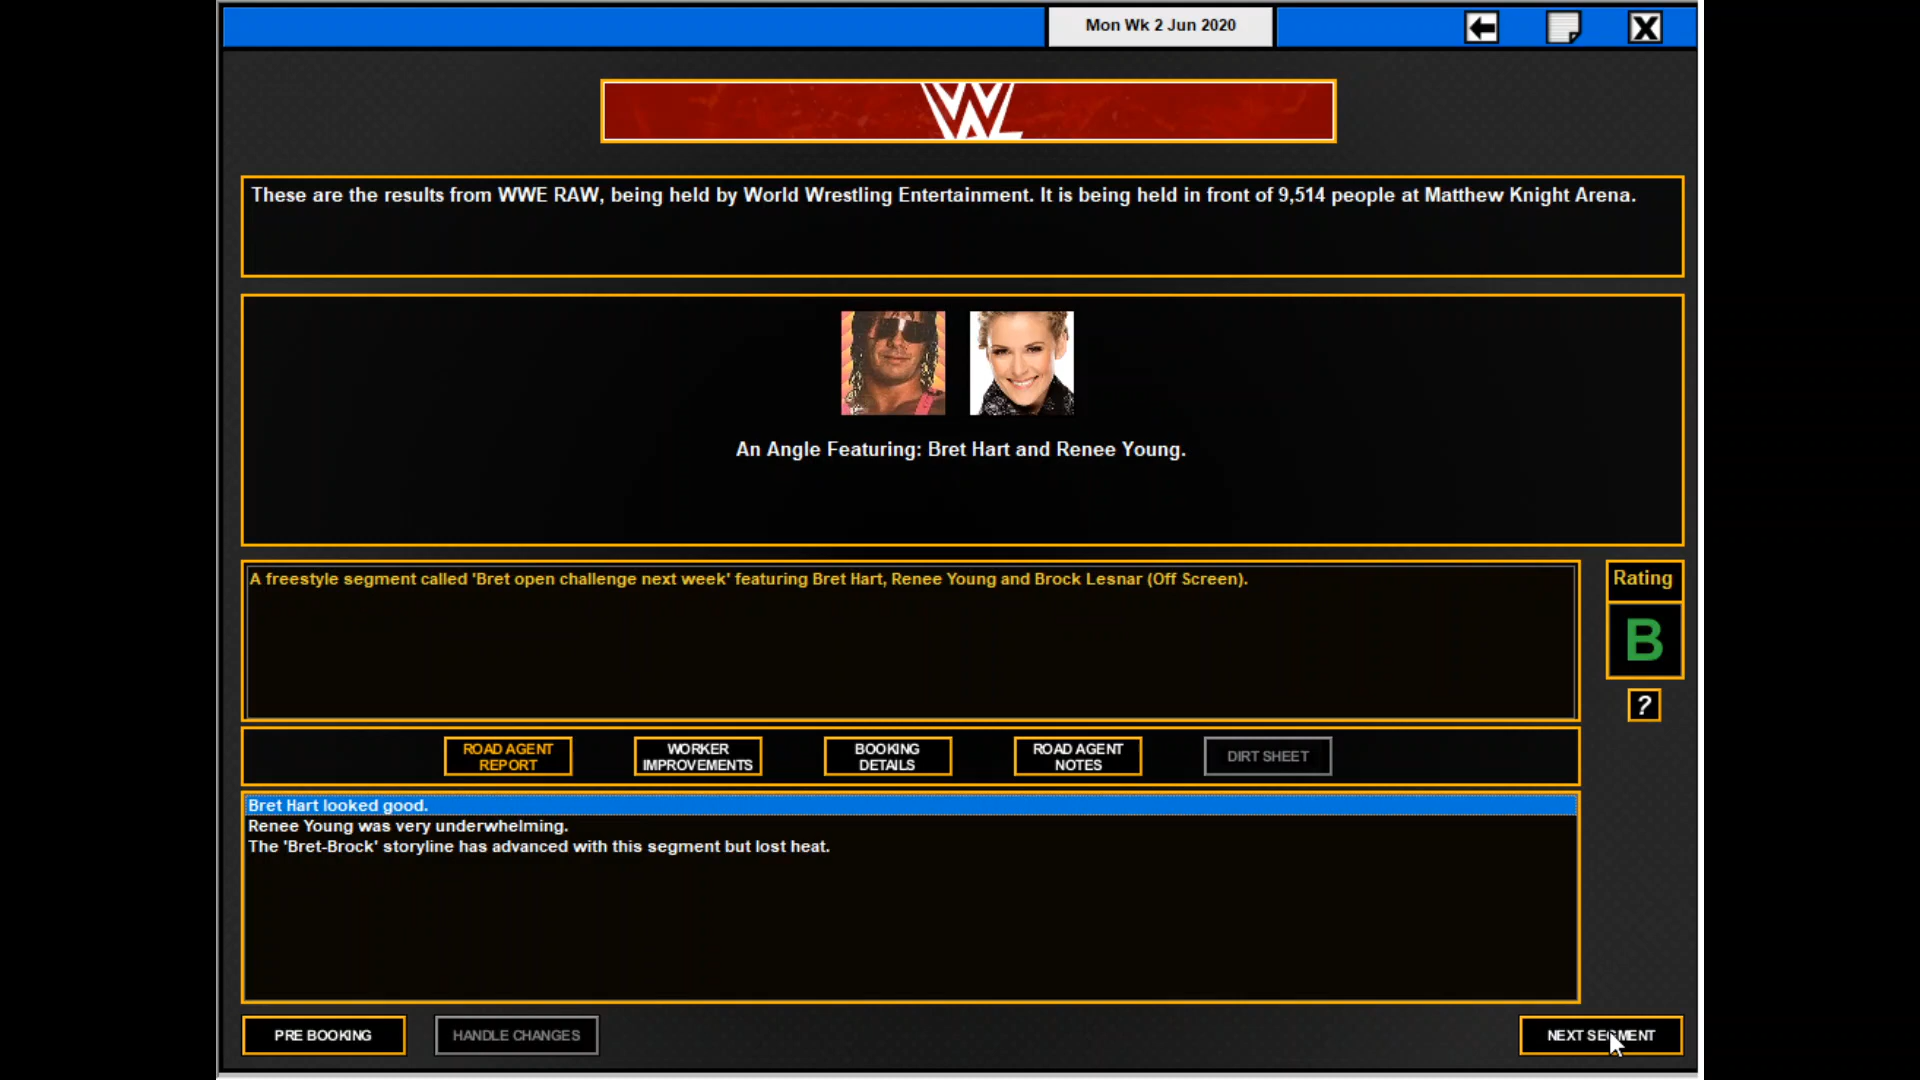 Mon Wk 2 Jun 2020
These are the results from WWE RAW, being held by World Wrestling Entertainment. It is being held in front of 9,514 people at Matthew Knight Arena.
An Angle Featuring: Bret Hart and Renee Young.
A freestyle segment called 'Bret open challenge next week' featuring Bret Hart, Renee Young and Brock Lesnar (Off Screen).
Rating
B
?
ROAD AGENT REPORT
WORKER IMPROVEMENTS
BOOKING DETAILS
ROAD AGENT NOTES
DIRT SHEET
Bret Hart looked good.
Renee Young was very underwhelming.
The 'Bret-Brock' storyline has advanced with this segment but lost heat.
PRE BOOKING
HANDLE CHANGES
NEXT SEGMENT